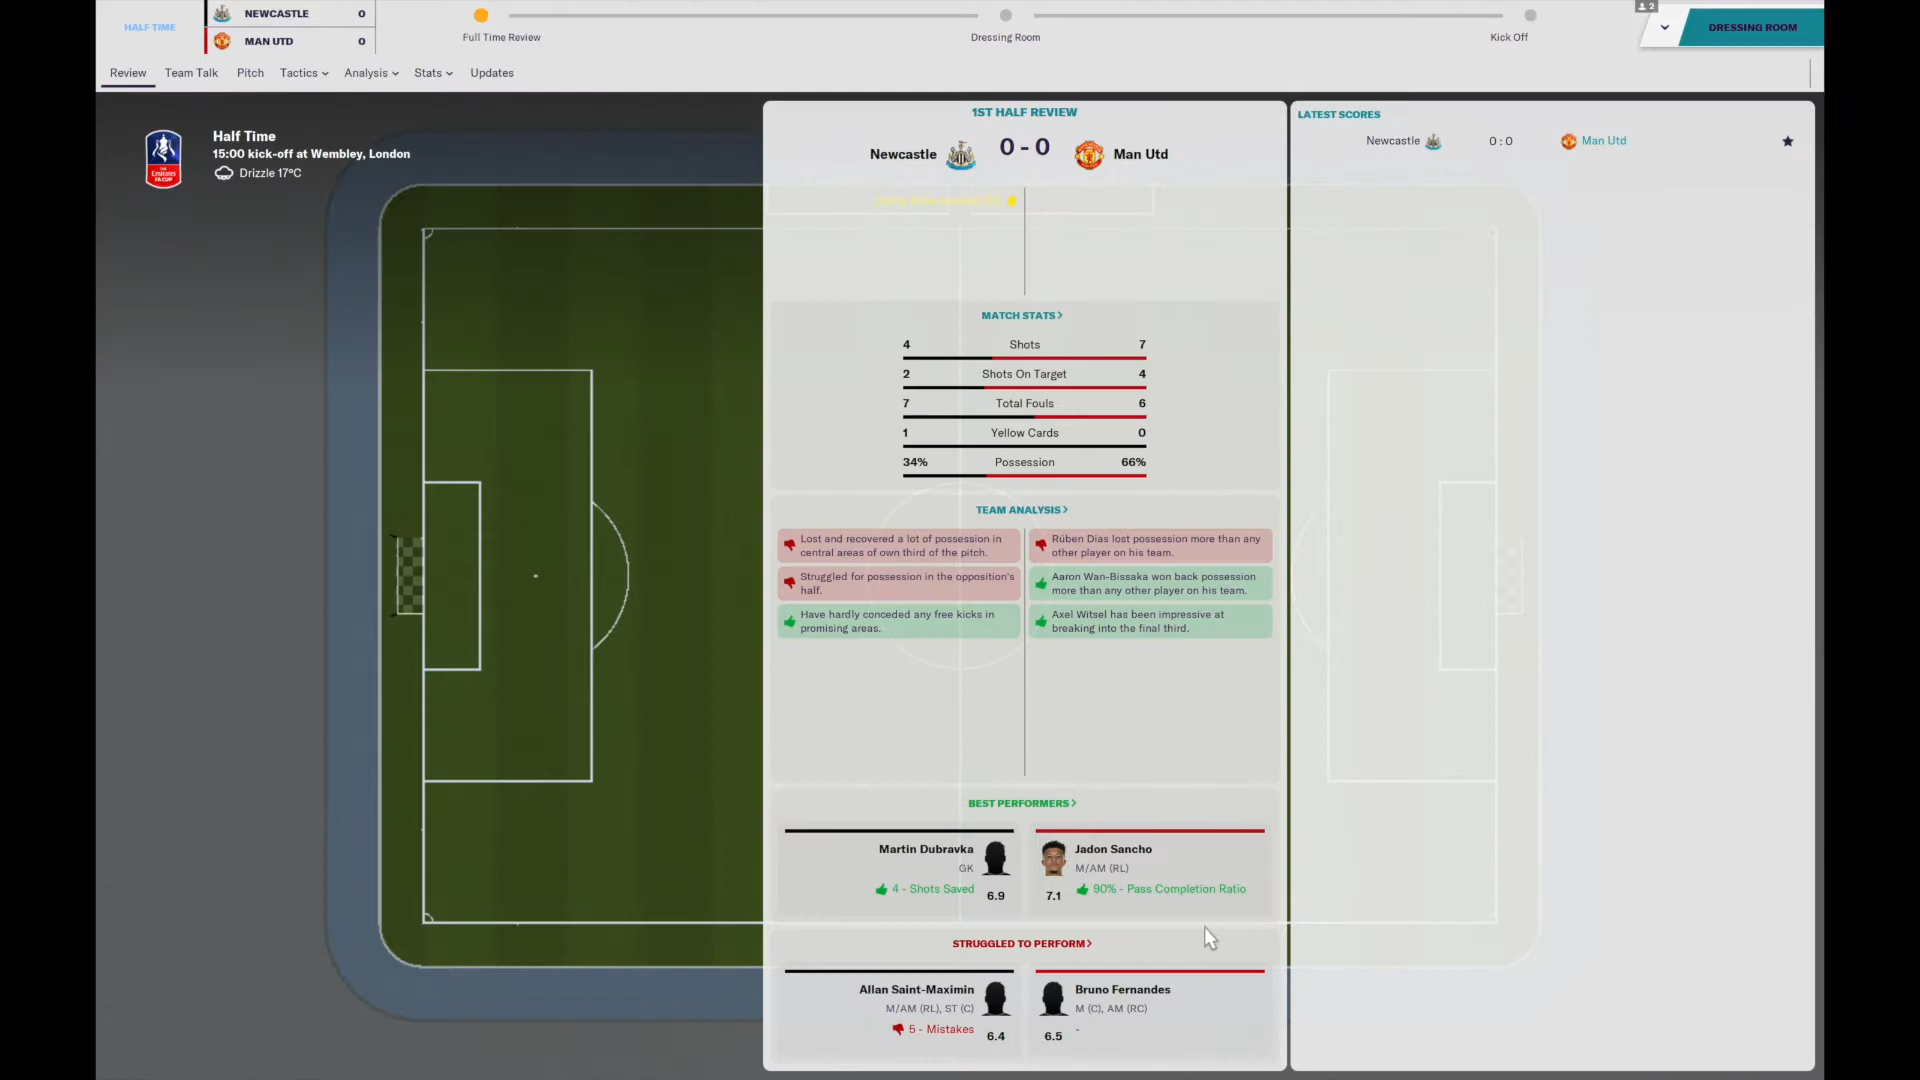 HALF TIME
NEWCASTLE 0
MAN UTD 0
Full Time Review
Dressing Room
Kick Off
2
DRESSING ROOM
Review Team Talk Pitch Tactics Analysis Stats Updates
Half Time
15:00 kick-off at Wembley, London
Drizzle 17°C
THE Emirates FA CUP
1ST HALF REVIEW
Newcastle 0 - 0 Man Utd
MATCH STATS
4 Shots 7
2 Shots On Target 4
7 Total Fouls 6
1 Yellow Cards 0
34% Possession 66%
TEAM ANALYSIS
Lost and recovered a lot of possession in
central areas of own third of the pitch.
Struggled for possession in the opposition's
half.
Have hardly conceded any free kicks in
promising areas.
Rúben Dias lost possession more than any
other player on his team.
Aaron Wan-Bissaka won back possession
more than any other player on his team.
Axel Witsel has been impressive at
breaking into the final third.
BEST PERFORMERS
Martin Dubravka
GK
4 - Shots Saved
6.9
Jadon Sancho
M/AM (RL)
90% - Pass Completion Ratio
7.1
STRUGGLED TO PERFORM
Allan Saint-Maximin
M/AM (RL), ST (C)
5 - Mistakes
6.4
Bruno Fernandes
M (C), AM (RC)
-
6.5
LATEST SCORES
Newcastle 0 : 0 Man Utd